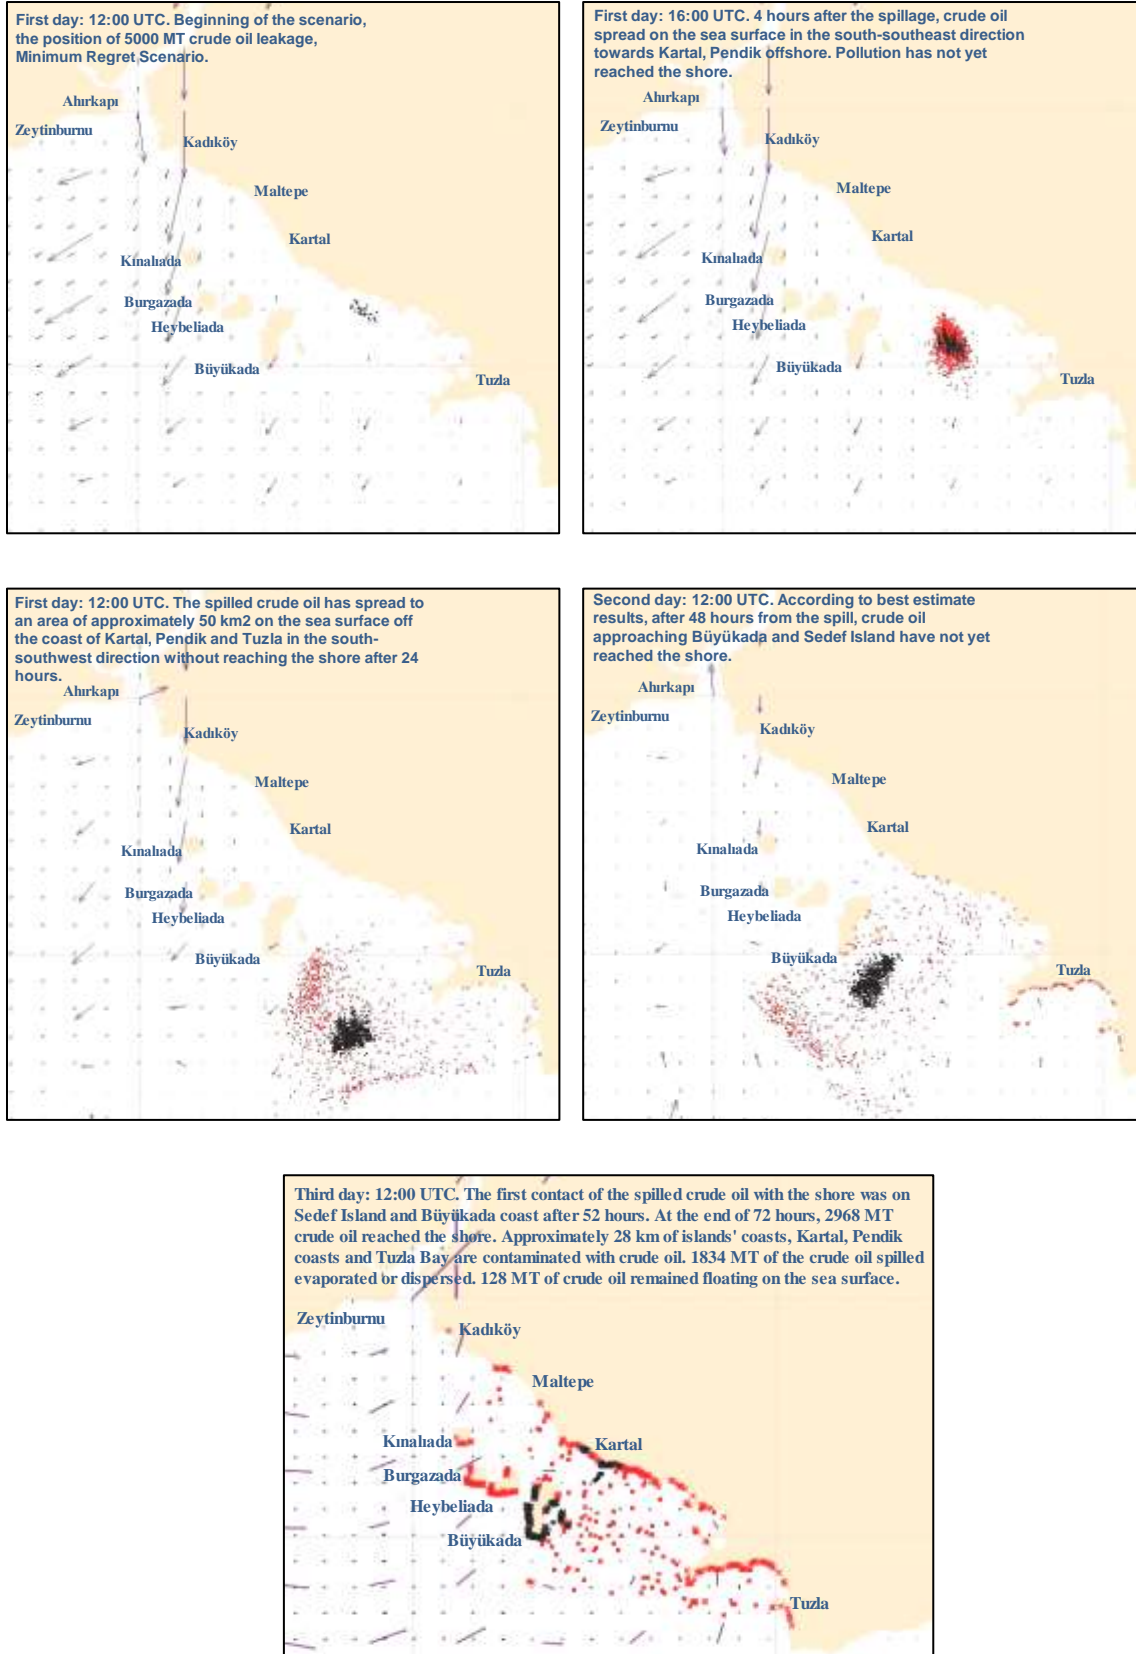 First day: 12:00 UTC. Beginning of the scenario,
the position of 5000 MT crude oil leakage,
Minimum Regret Scenario.
Ahırkapı
Zeytinburnu
Kadıköy
Maltepe
Kartal
Kınalıada
Burgazada
Heybeliada
Büyükada
Tuzla
First day: 16:00 UTC. 4 hours after the spillage, crude oil
spread on the sea surface in the south-southeast direction
towards Kartal, Pendik offshore. Pollution has not yet
reached the shore.
Ahırkapı
Zeytinburnu
Kadıköy
Maltepe
Kartal
Kınalıada
Burgazada
Heybeliada
Büyükada
Tuzla
First day: 12:00 UTC. The spilled crude oil has spread to
an area of approximately 50 km2 on the sea surface off
the coast of Kartal, Pendik and Tuzla in the south-
southwest direction without reaching the shore after 24
hours.
Ahırkapı
Zeytinburnu
Kadıköy
Maltepe
Kartal
Kınalıada
Burgazada
Heybeliada
Büyükada
Tuzla
Second day: 12:00 UTC. According to best estimate
results, after 48 hours from the spill, crude oil
approaching Büyükada and Sedef Island have not yet
reached the shore.
Ahırkapı
Zeytinburnu
Kadıköy
Maltepe
Kartal
Kınalıada
Burgazada
Heybeliada
Büyükada
Tuzla
Third day: 12:00 UTC. The first contact of the spilled crude oil with the shore was on
Sedef Island and Büyükada coast after 52 hours. At the end of 72 hours, 2968 MT
crude oil reached the shore. Approximately 28 km of islands' coasts, Kartal, Pendik
coasts and Tuzla Bay are contaminated with crude oil. 1834 MT of the crude oil spilled
evaporated or dispersed. 128 MT of crude oil remained floating on the sea surface.
Zeytinburnu
Kadıköy
Maltepe
Kınalıada
Kartal
Burgazada
Heybeliada
Büyükada
Tuzla